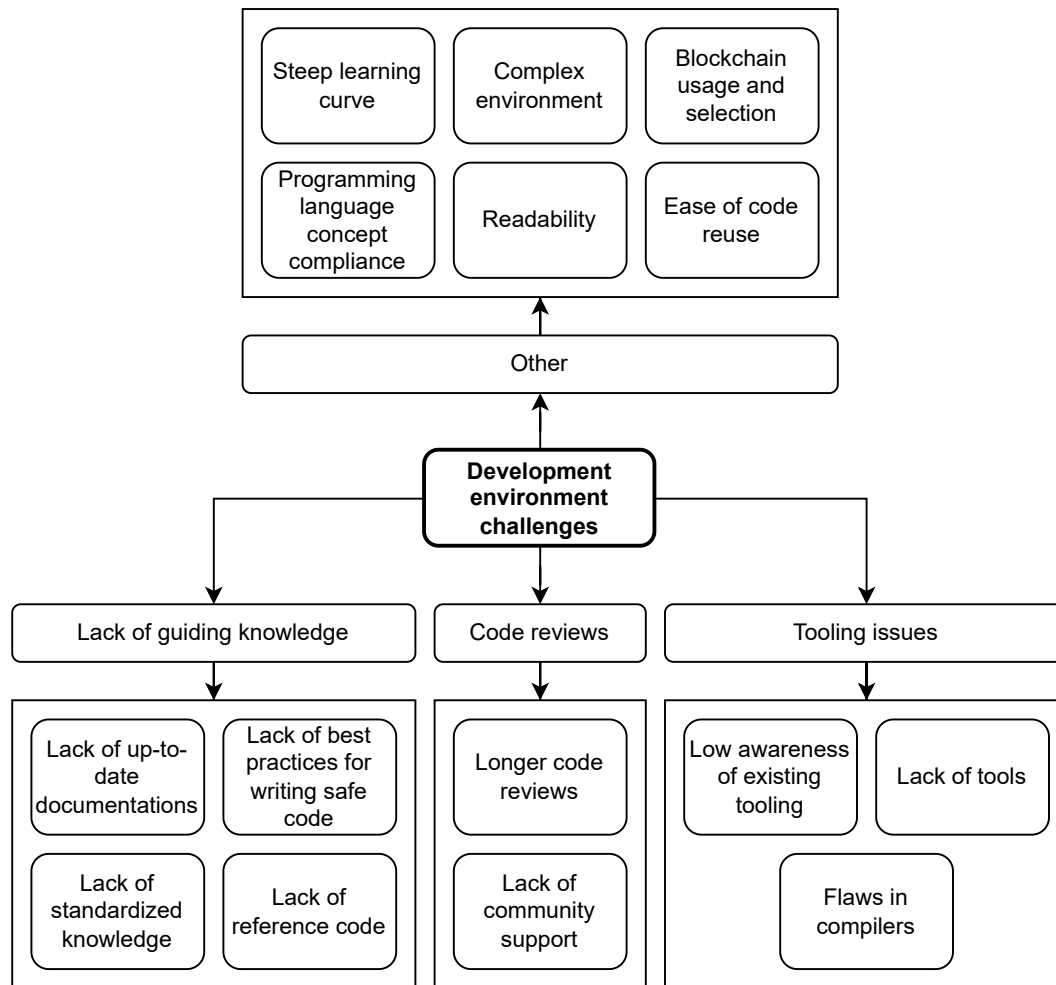 Steep learning
curve
Complex
environment
Blockchain
usage and
selection
Programming
language
concept
compliance
Readability
Ease of code
reuse
Other
Development
environment
challenges
Lack of guiding knowledge
Code reviews
Tooling issues
Lack of up-to-
date
documentations
Lack of best
practices for
writing safe
code
Longer code
reviews
Low awareness
of existing
tooling
Lack of tools
Lack of
standardized
knowledge
Lack of
reference code
Lack of
community
support
Flaws in
compilers